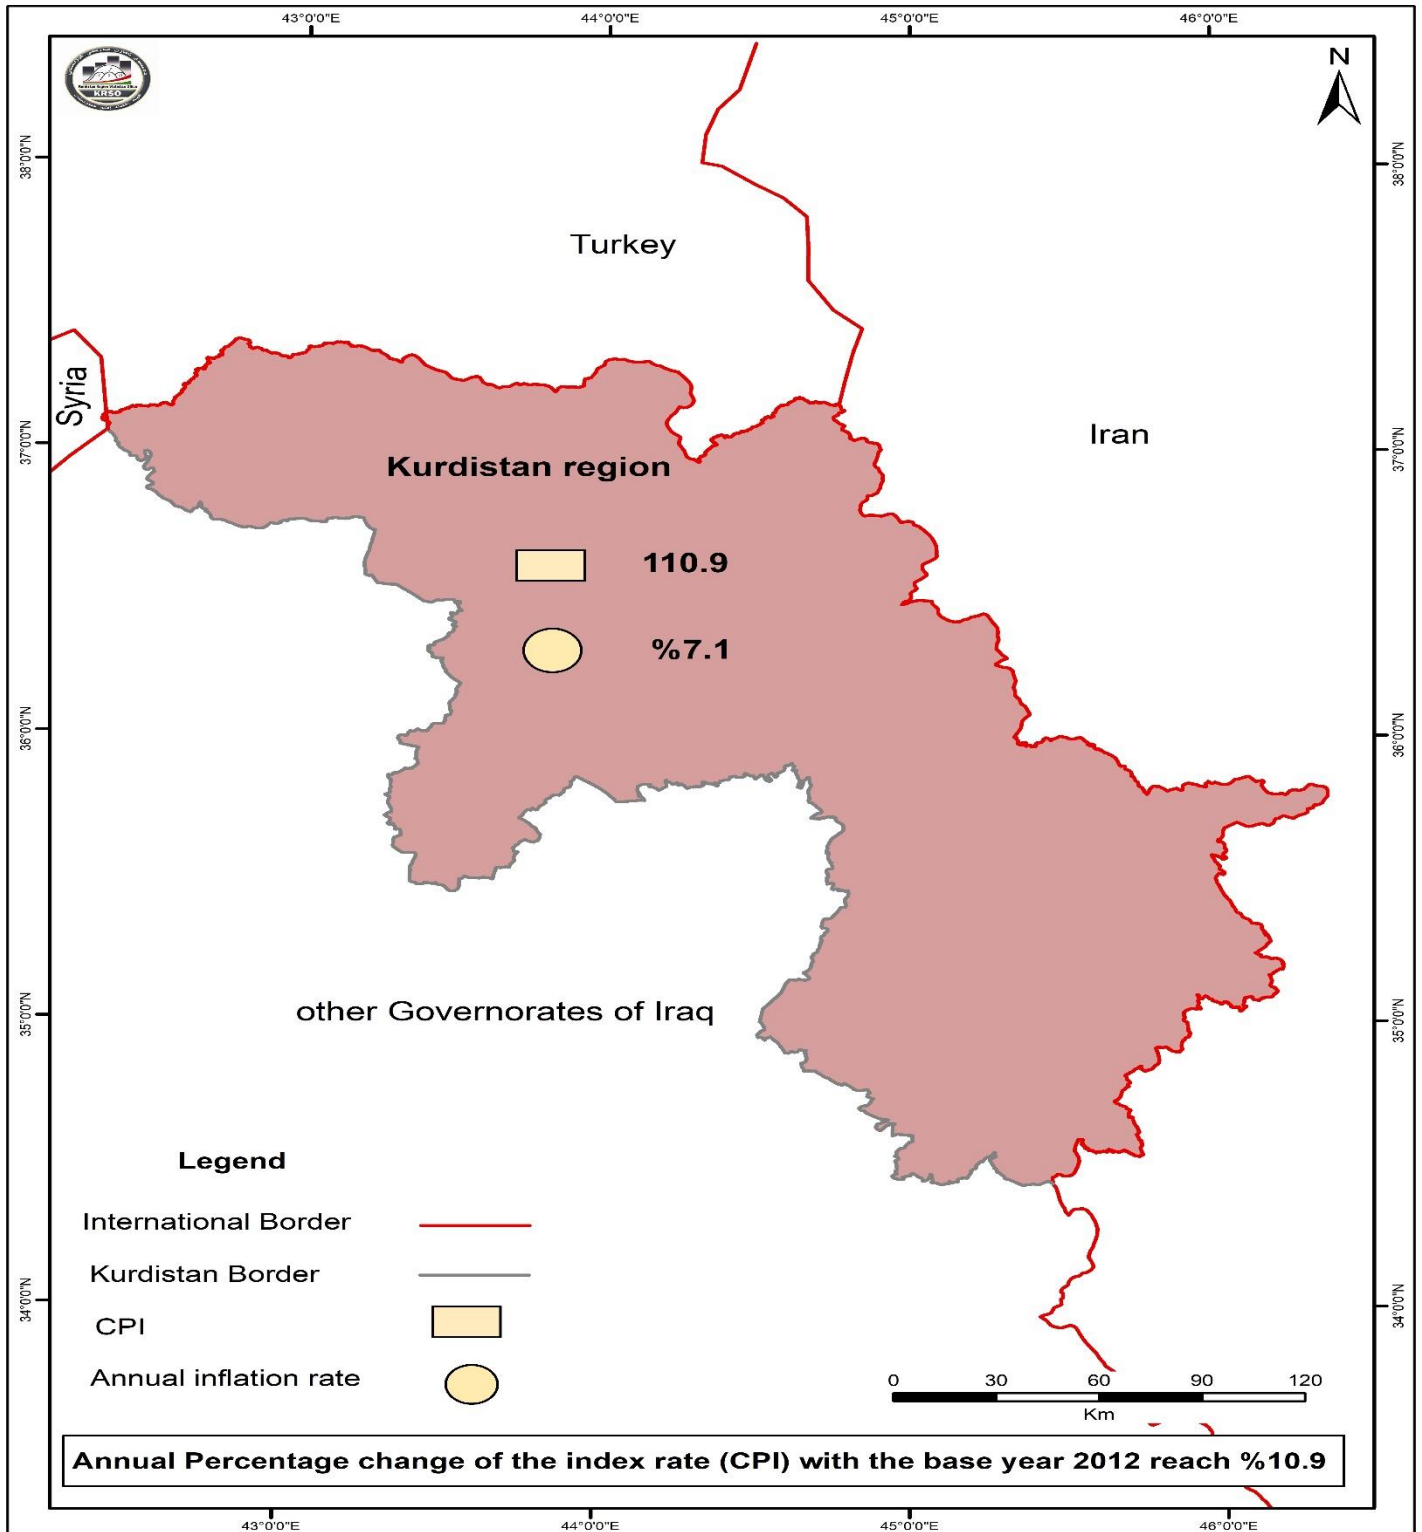 43°0'0"E 44°0'0"E 45°0'0"E 46°0'0"E
KRSO
N
38°0'0"N 38°0'0"N
Turkey
Syria
Iran
37°0'0"N 37°0'0"N
Kurdistan region
110.9
%7.1
36°0'0"N 36°0'0"N
other Governorates of Iraq
35°0'0"N 35°0'0"N
Legend
International Border
Kurdistan Border
34°0'0"N 34°0'0"N
CPI
Annual inflation rate
0 30 60 90 120
Km
Annual Percentage change of the index rate (CPI) with the base year 2012 reach %10.9
43°0'0"E 44°0'0"E 45°0'0"E 46°0'0"E